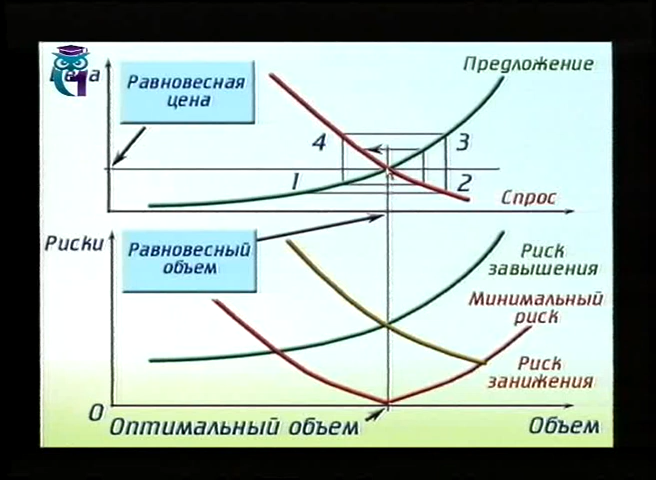 Цена
Равновесная
цена
Предложение
4
3
1
2
Спрос
Риски
Равновесный
объем
Риск
завышения
Минимальный
риск
Риск
занижения
0
Оптимальный объем
Объем
1